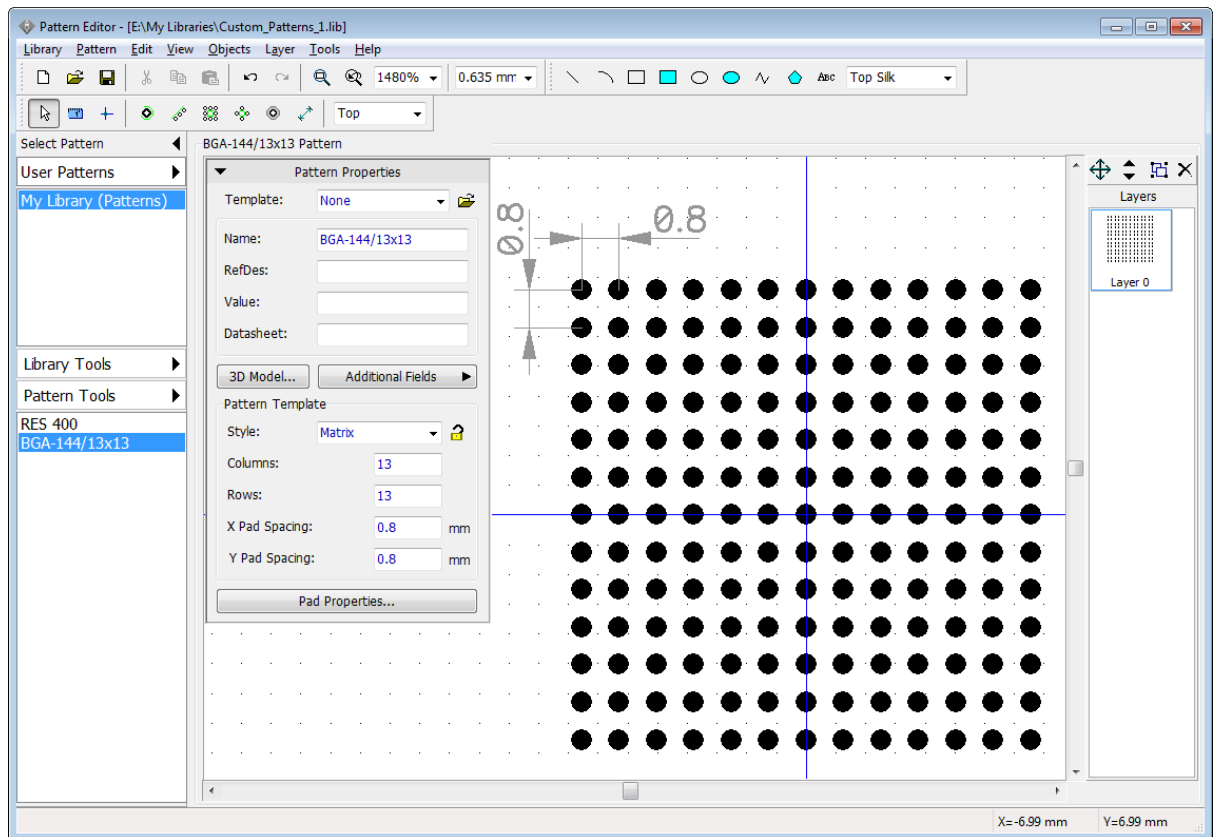 Pattern Editor - [E:\My Libraries\Custom_Patterns_1.lib]
Library Pattern Edit View Objects Layer Tools Help
1480% 0.635 mm ABC Top Silk
Top
Select Pattern
User Patterns
My Library (Patterns)
Library Tools
Pattern Tools
RES 400
BGA-144/13x13
BGA-144/13x13 Pattern
Pattern Properties
Template: None
Name: BGA-144/13x13
RefDes:
Value:
Datasheet:
3D Model... Additional Fields
Pattern Template
Style: Matrix
Columns: 13
Rows: 13
X Pad Spacing: 0.8 mm
Y Pad Spacing: 0.8 mm
Pad Properties...
0.8
0.8
Layers
Layer 0
X=-6.99 mm Y=6.99 mm